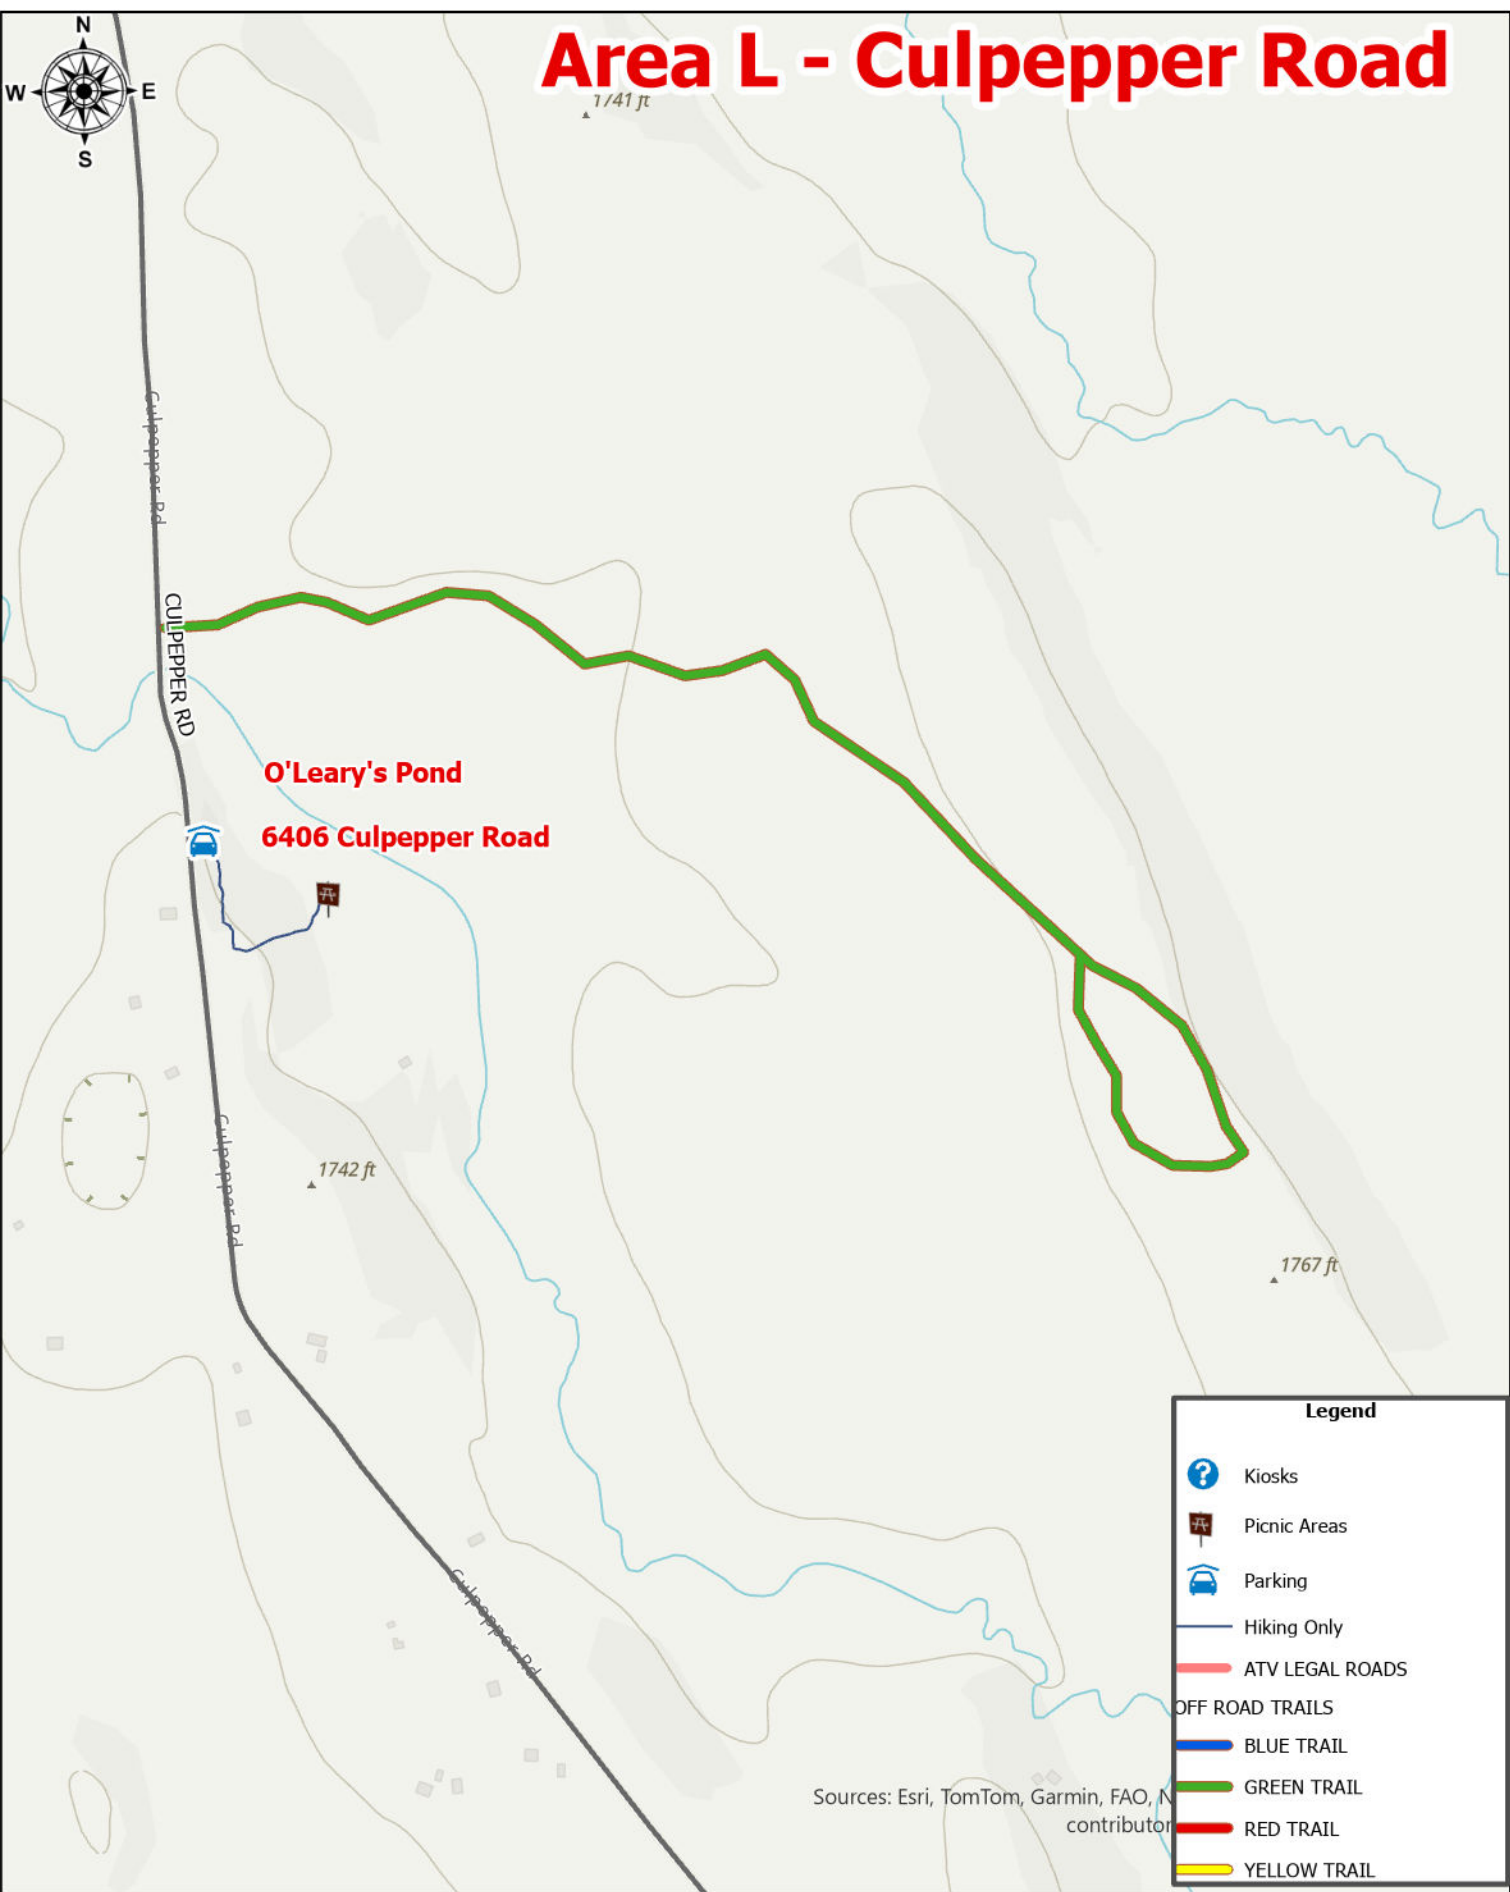 N
W
E
S
Area L - Culpepper Road
1741 ft
Culpepper Rd
CULPEPPER RD
O'Leary's Pond
6406 Culpepper Road
Culpepper Rd
1742 ft
1767 ft
Culpepper Rd
Legend
Kiosks
Picnic Areas
Parking
Hiking Only
ATV LEGAL ROADS
OFF ROAD TRAILS
BLUE TRAIL
GREEN TRAIL
RED TRAIL
YELLOW TRAIL
Sources: Esri, TomTom, Garmin, FAO, N
contributor